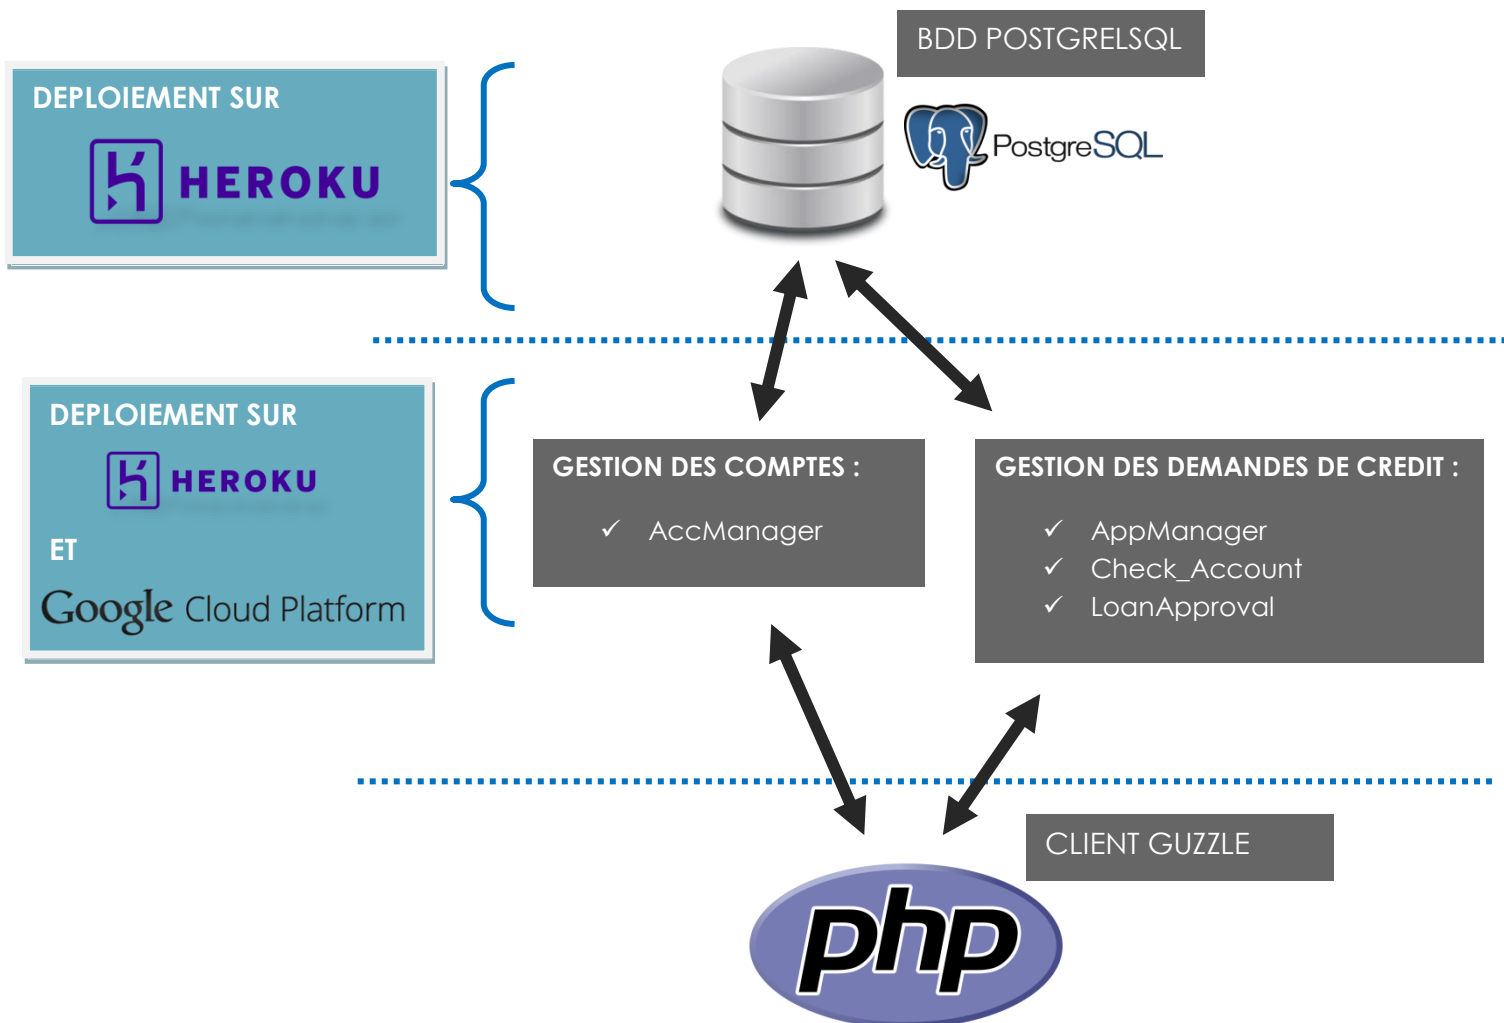 BDD POSTGRELSQL
DEPLOIEMENT SUR
HEROKU
PostgreSQL
DEPLOIEMENT SUR
HEROKU
ET
Google Cloud Platform
GESTION DES COMPTES :
✓ AccManager
GESTION DES DEMANDES DE CREDIT :
✓ AppManager
✓ Check_Account
✓ LoanApproval
CLIENT GUZZLE
php